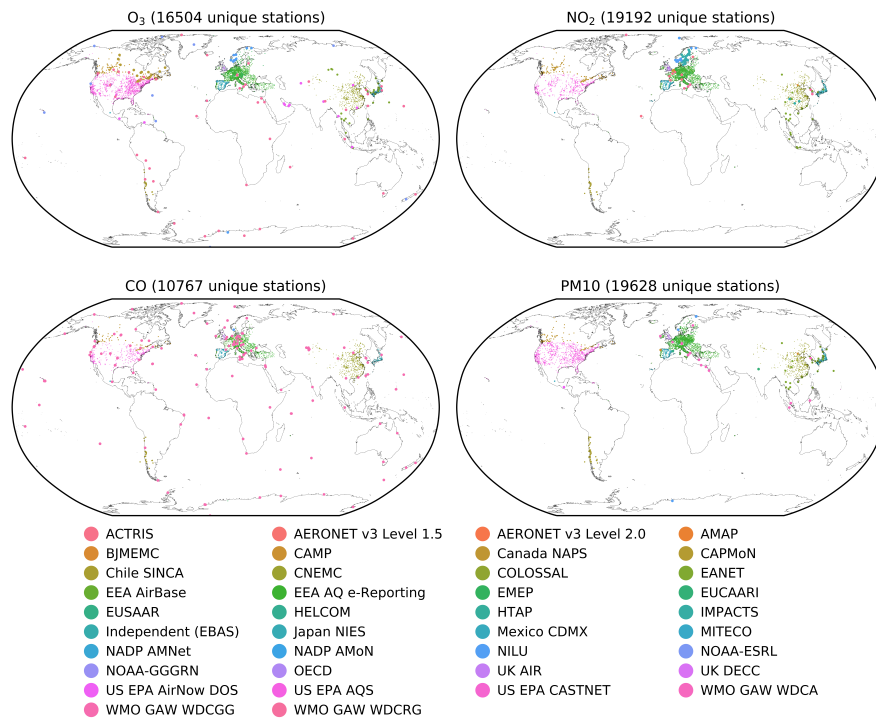 O₃ (16504 unique stations) NO₂ (19192 unique stations)
CO (10767 unique stations) PM10 (19628 unique stations)
ACTRIS AERONET v3 Level 1.5 AERONET v3 Level 2.0 AMAP
BJMEMC CAMP Canada NAPS CAPMoN
Chile SINCA CNEMC COLOSSAL EANET
EEA AirBase EEA AQ e-Reporting EMEP EUCAARI
EUSAAR HELCOM HTAP IMPACTS
Independent (EBAS) Japan NIES Mexico CDMX MITECO
NADP AMNet NADP AMoN NILU NOAA-ESRL
NOAA-GGGRN OECD UK AIR UK DECC
US EPA AirNow DOS US EPA AQS US EPA CASTNET WMO GAW WDCA
WMO GAW WDCGG WMO GAW WDCRG